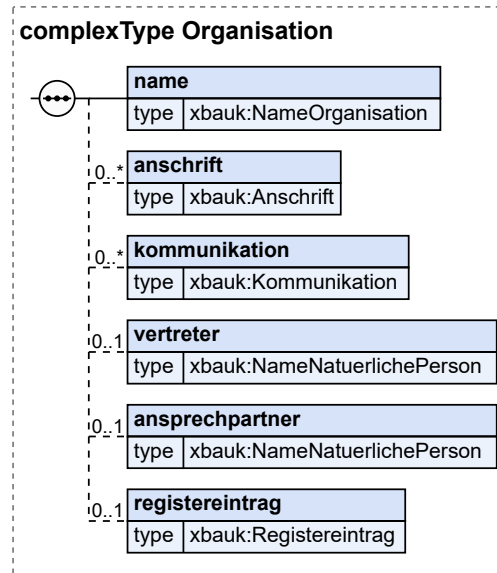 complexType Organisation
name
type xbauk:NameOrganisation
0..* anschrift
type xbauk:Anschrift
0..* kommunikation
type xbauk:Kommunikation
0..1 vertreter
type xbauk:NameNatuerlichePerson
0..1 ansprechpartner
type xbauk:NameNatuerlichePerson
0..1 registereintrag
type xbauk:Registereintrag